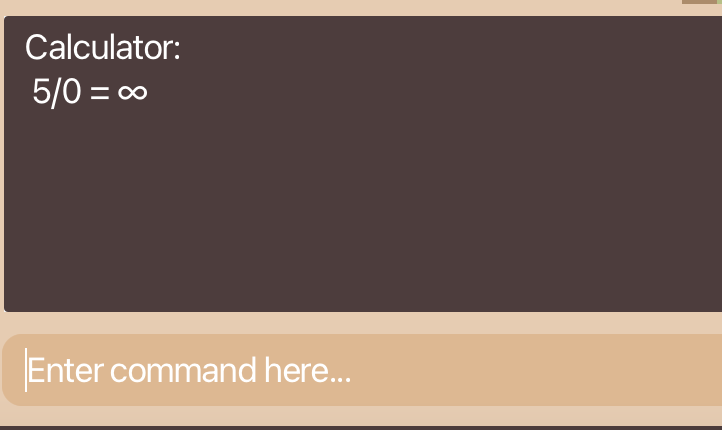 Calculator:
5/0 = ∞
Enter command here...